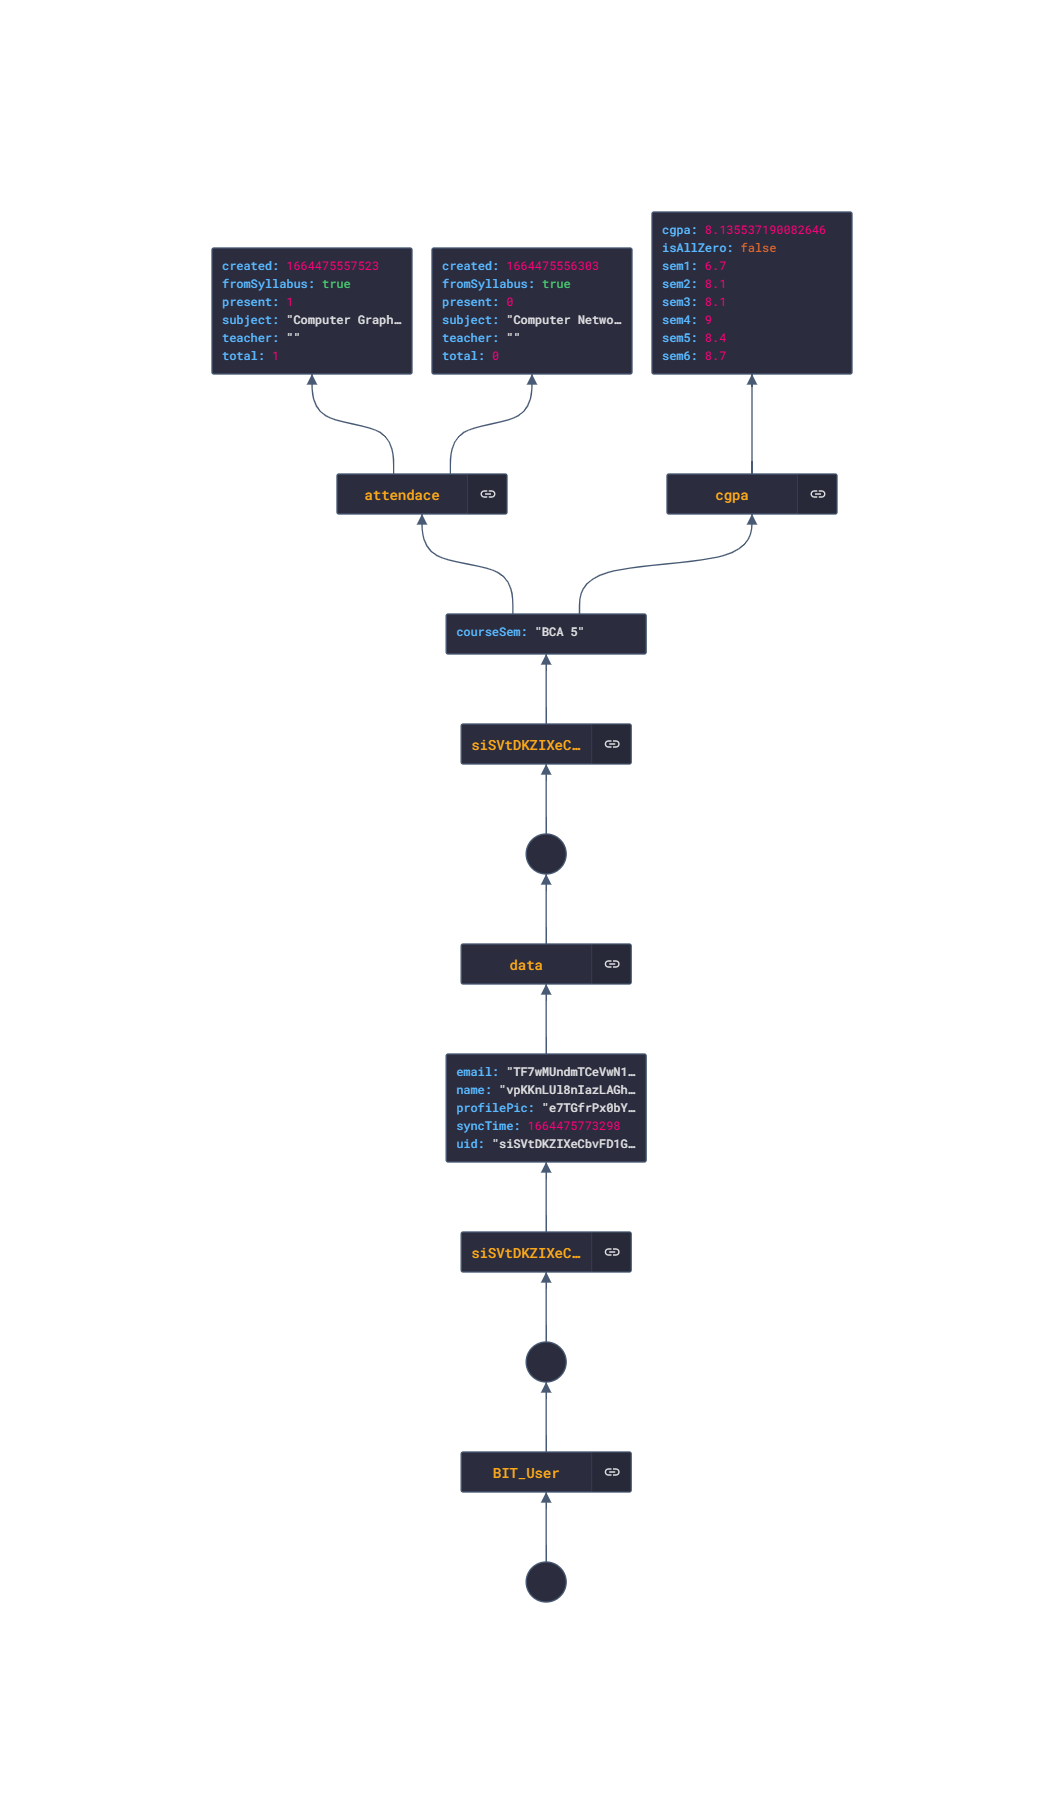 created: 1664475557523
fromSyllabus: true
present: 1
subject: "Computer Graph…
teacher: ""
total: 1
created: 1664475556303
fromSyllabus: true
present: 0
subject: "Computer Netwo…
teacher: ""
total: 0
cgpa: 8.135537190082646
isAllZero: false
sem1: 6.7
sem2: 8.1
sem3: 8.1
sem4: 9
sem5: 8.4
sem6: 8.7
attendace
cgpa
courseSem: "BCA 5"
siSVtDKZIXeC…
data
email: "TF7wMUndmTCeVwN1…
name: "vpKKnLUl8nIazLAGh…
profilePic: "e7TGfrPx0bY…
syncTime: 1664475773298
uid: "siSVtDKZIXeCbvFD1G…
siSVtDKZIXeC…
BIT_User